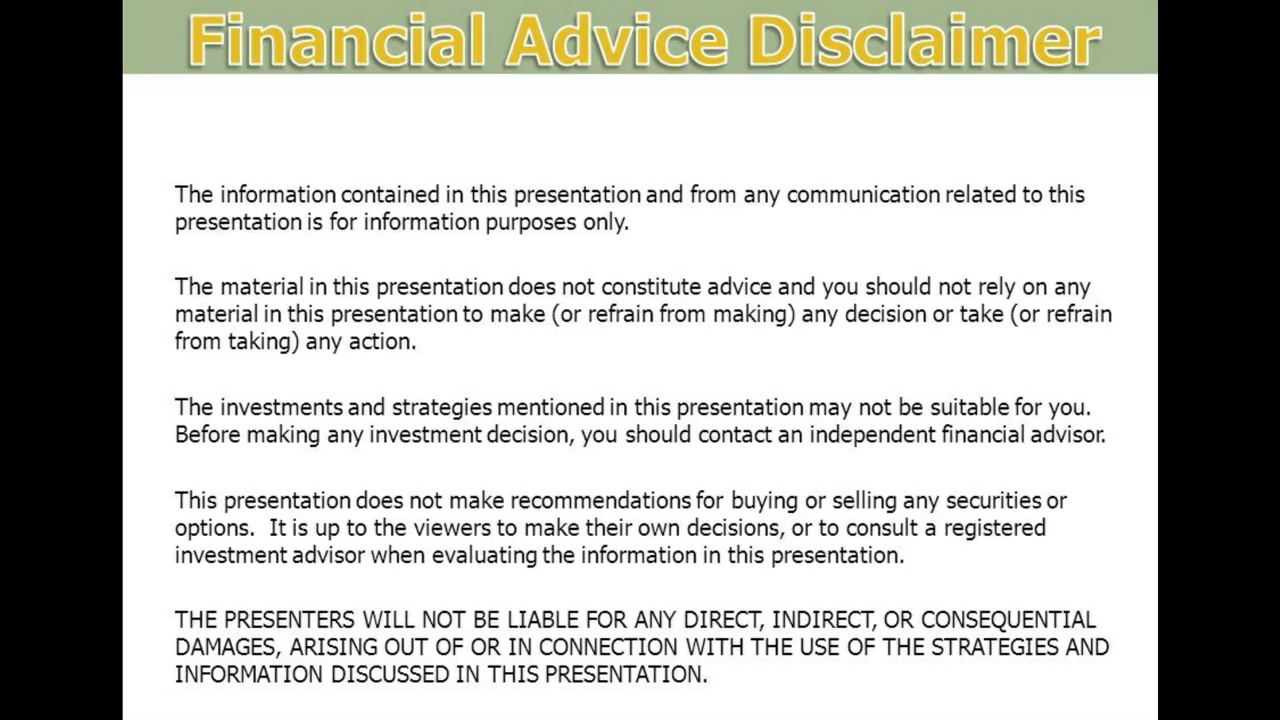 Financial Advice Disclaimer
The information contained in this presentation and from any communication related to this
presentation is for information purposes only.
The material in this presentation does not constitute advice and you should not rely on any
material in this presentation to make (or refrain from making) any decision or take (or refrain
from taking) any action.
The investments and strategies mentioned in this presentation may not be suitable for you.
Before making any investment decision, you should contact an independent financial advisor.
This presentation does not make recommendations for buying or selling any securities or
options.  It is up to the viewers to make their own decisions, or to consult a registered
investment advisor when evaluating the information in this presentation.
THE PRESENTERS WILL NOT BE LIABLE FOR ANY DIRECT, INDIRECT, OR CONSEQUENTIAL
DAMAGES, ARISING OUT OF OR IN CONNECTION WITH THE USE OF THE STRATEGIES AND
INFORMATION DISCUSSED IN THIS PRESENTATION.